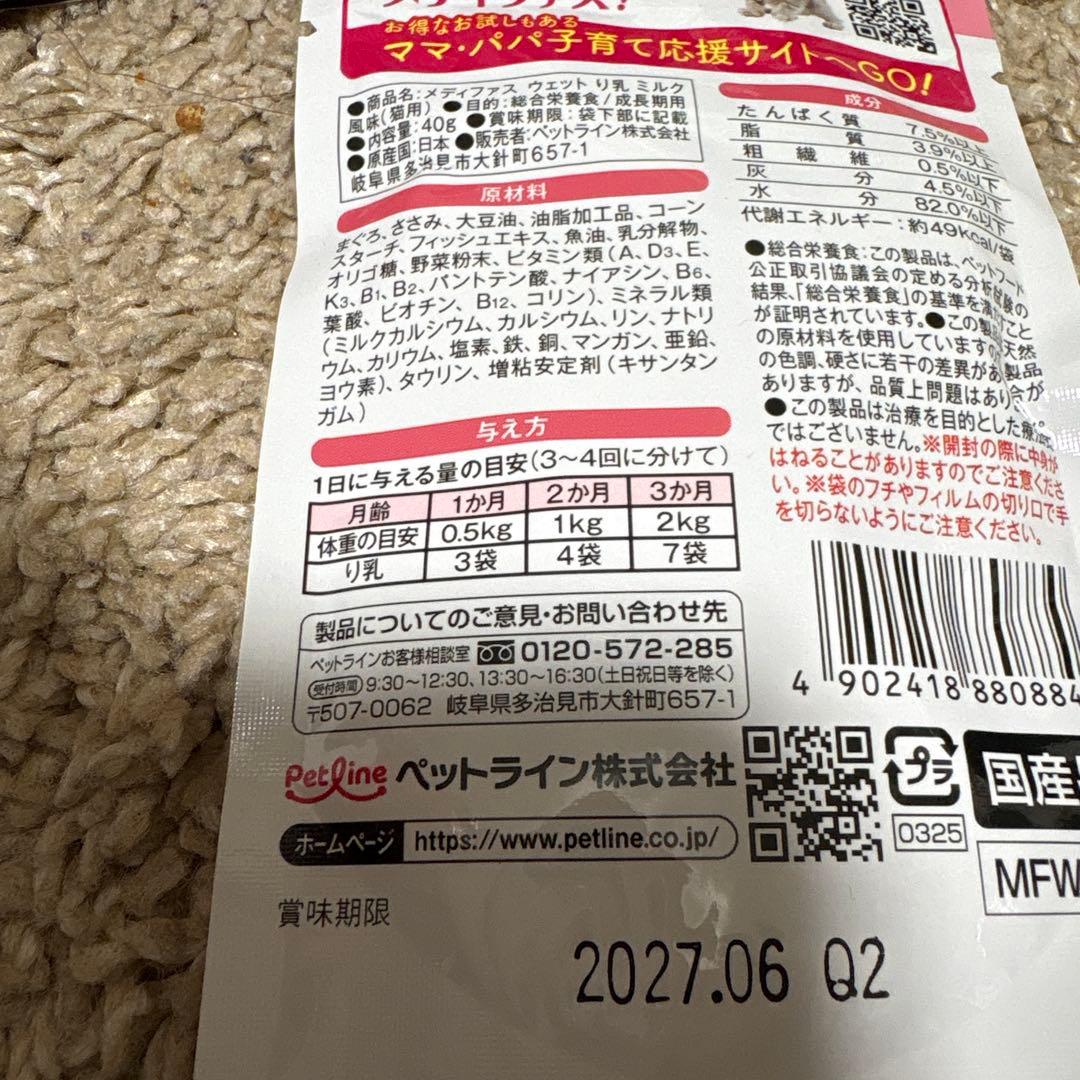 お得なお試しもある
ママ・パパ子育て応援サイトへGO!
●商品名:メディファス ウェット り乳 ミルク
風味(猫用) ●目的:総合栄養食/成長期用
●内容量:40g ●賞味期限:袋下部に記載
●原産国:日本 ●販売者:ペットライン株式会社
岐阜県多治見市大針町657-1
原材料
まぐろ、ささみ、大豆油、油脂加工品、コーン
スターチ、フィッシュエキス、魚油、乳分解物、
オリゴ糖、野菜粉末、ビタミン類(A、D3、E、
K3、B1、B2、パントテン酸、ナイアシン、B6、
葉酸、ビオチン、B12、コリン)、ミネラル類
(ミルクカルシウム、カルシウム、リン、ナトリ
ウム、カリウム、塩素、鉄、銅、マンガン、亜鉛、
ヨウ素)、タウリン、増粘安定剤(キサンタン
ガム)
与え方
1日に与える量の目安(3~4回に分けて)
月齢 1か月 2か月 3か月
体重の目安 0.5kg 1kg 2kg
り乳 3袋 4袋 7袋
製品についてのご意見・お問い合わせ先
ペットラインお客様相談室 0120-572-285
受付時間 9:30~12:30、13:30~16:30(土日祝日等を除く)
〒507-0062 岐阜県多治見市大針町657-1
Petline ペットライン株式会社
ホームページ https://www.petline.co.jp/
賞味期限
2027.06 Q2
成分
たんぱく質 7.5%以上
脂質 3.9%以上
粗繊維 0.5%以下
灰分 4.5%以下
水分 82.0%以下
代謝エネルギー:約49kcal/袋
●総合栄養食:この製品は、ペットフード
公正取引協議会の定める分析試験の
結果、「総合栄養食」の基準を満たすこと
が証明されています。●この製品は天然
の原材料を使用していますので、製品
の色調、硬さに若干の差異がある場合が
ありますが、品質上問題はありません。
●この製品は治療を目的とした療法食
ではございません。※開封の際に中身が
はねることがありますのでご注意くださ
い。※袋のフチやフィルムの切り口で手
を切らないようにご注意ください。
4 902418 880884
プラ
0325
国産
MFW